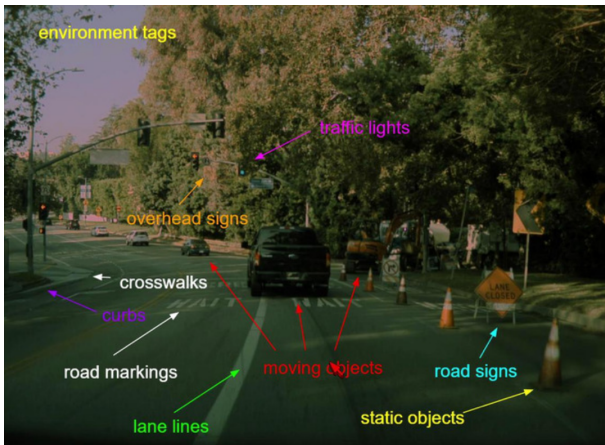 environment tags
traffic lights
overhead signs
crosswalks
LANE
CLOSED
curbs
road markings
moving objects
road signs
static objects
lane lines